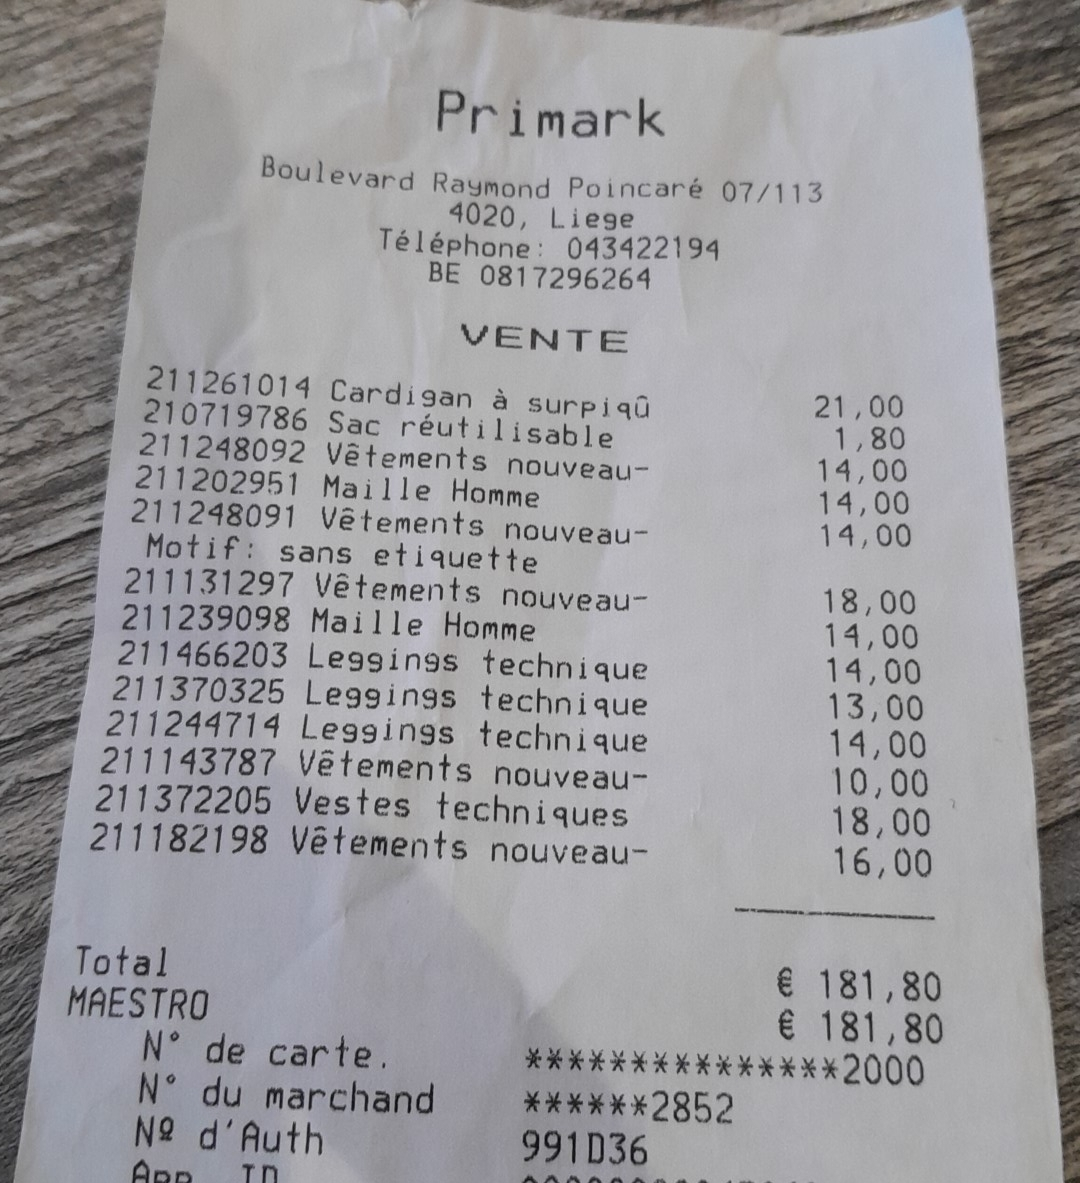 Primark
Boulevard Raymond Poincaré 07/113
4020, Liege
Téléphone: 043422194
BE 0817296264
VENTE
211261014 Cardigan à surpiqû 21,00
210719786 Sac réutilisable 1,80
211248092 Vêtements nouveau- 14,00
211202951 Maille Homme 14,00
211248091 Vêtements nouveau- 14,00
Motif: sans etiquette
211131297 Vêtements nouveau- 18,00
211239098 Maille Homme 14,00
211466203 Leggings technique 14,00
211370325 Leggings technique 13,00
211244714 Leggings technique 14,00
211143787 Vêtements nouveau- 10,00
211372205 Vestes techniques 18,00
211182198 Vêtements nouveau- 16,00
Total € 181,80
MAESTRO € 181,80
N° de carte. ***************2000
N° du marchand ******2852
Nº d'Auth 991D36
App. ID